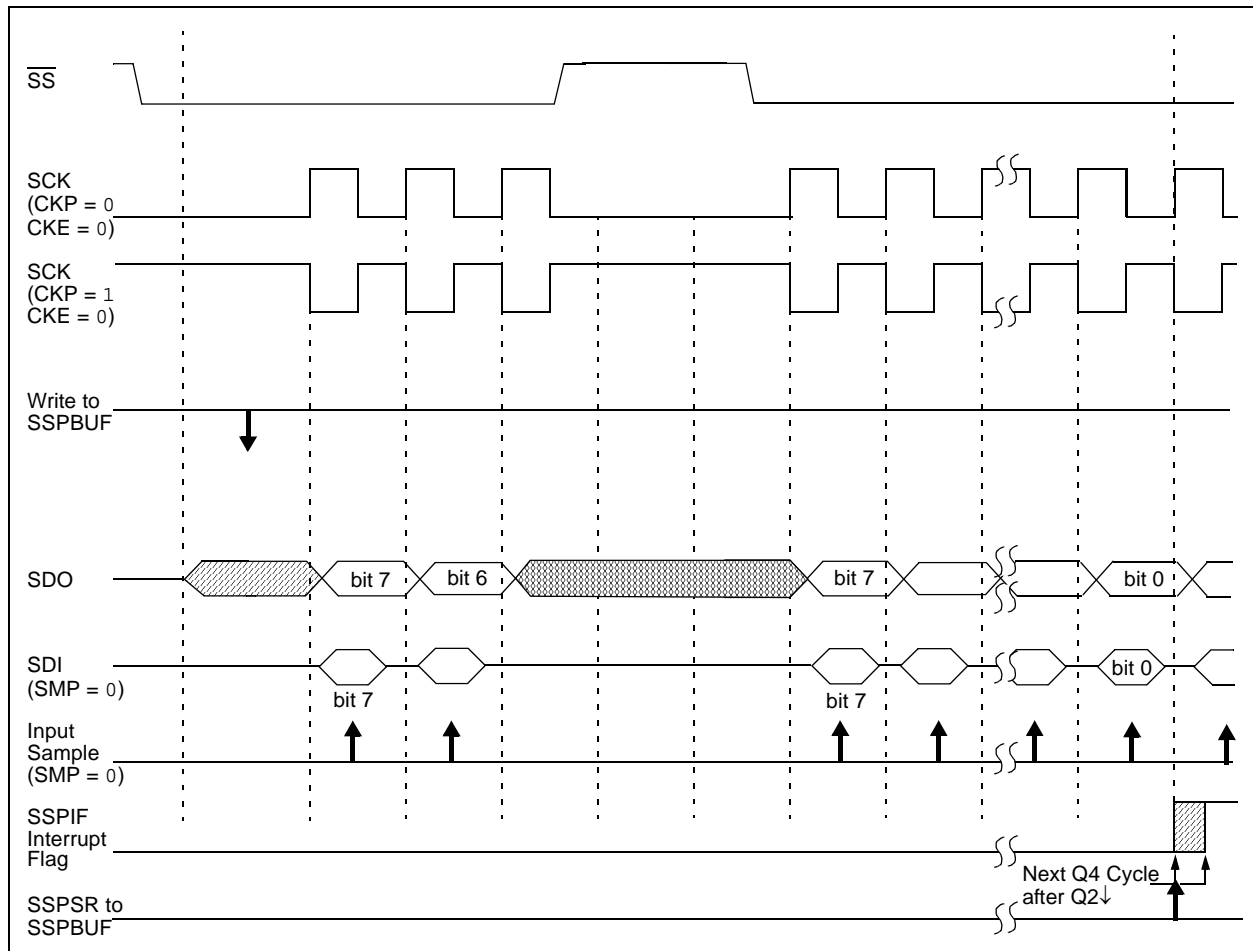 SS
SCK
(CKP = 0
CKE = 0)
SCK
(CKP = 1
CKE = 0)
Write to
SSPBUF
SDO
bit 7
bit 6
bit 7
bit 0
SDI
(SMP = 0)
bit 7
bit 7
bit 0
Input
Sample
(SMP = 0)
SSPIF
Interrupt
Flag
Next Q4 Cycle
after Q2↓
SSPSR to
SSPBUF